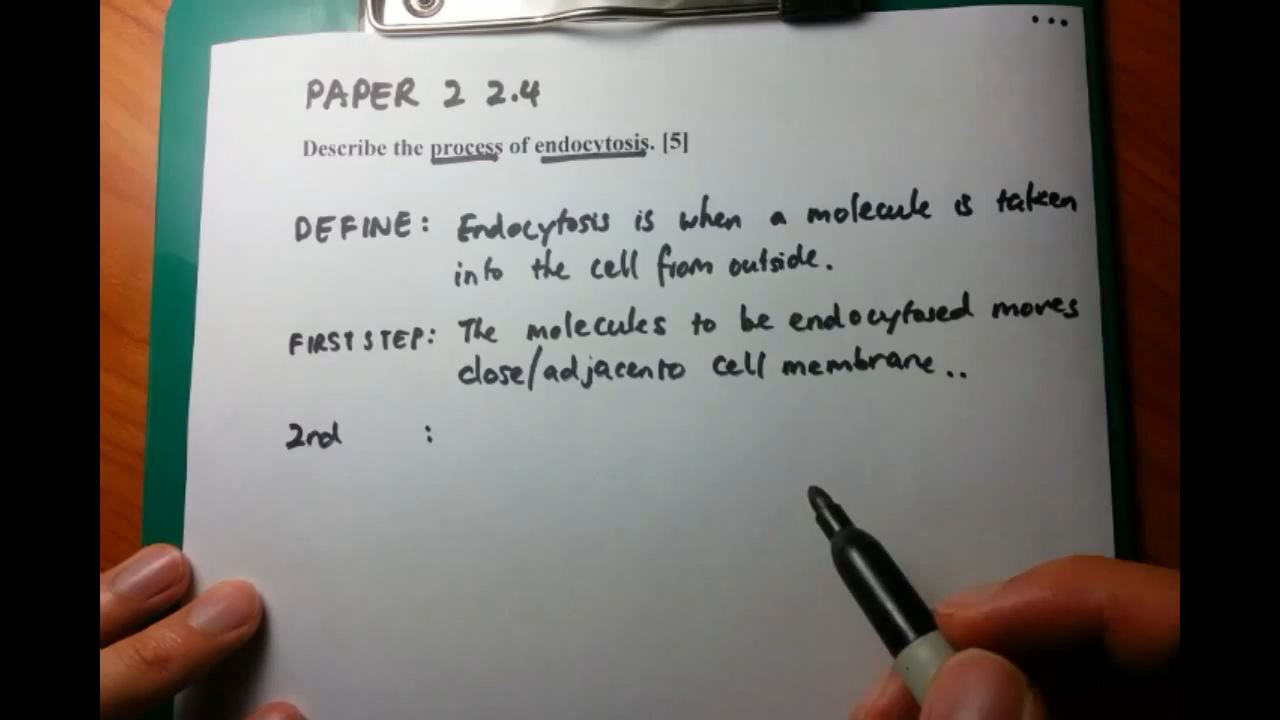 PAPER 2 2.4
Describe the process of endocytosis. [5]
DEFINE: Endocytosis is when a molecule is taken
into the cell from outside.
FIRST STEP: The molecules to be endocytosed moves
close/adjacento cell membrane..
2nd :